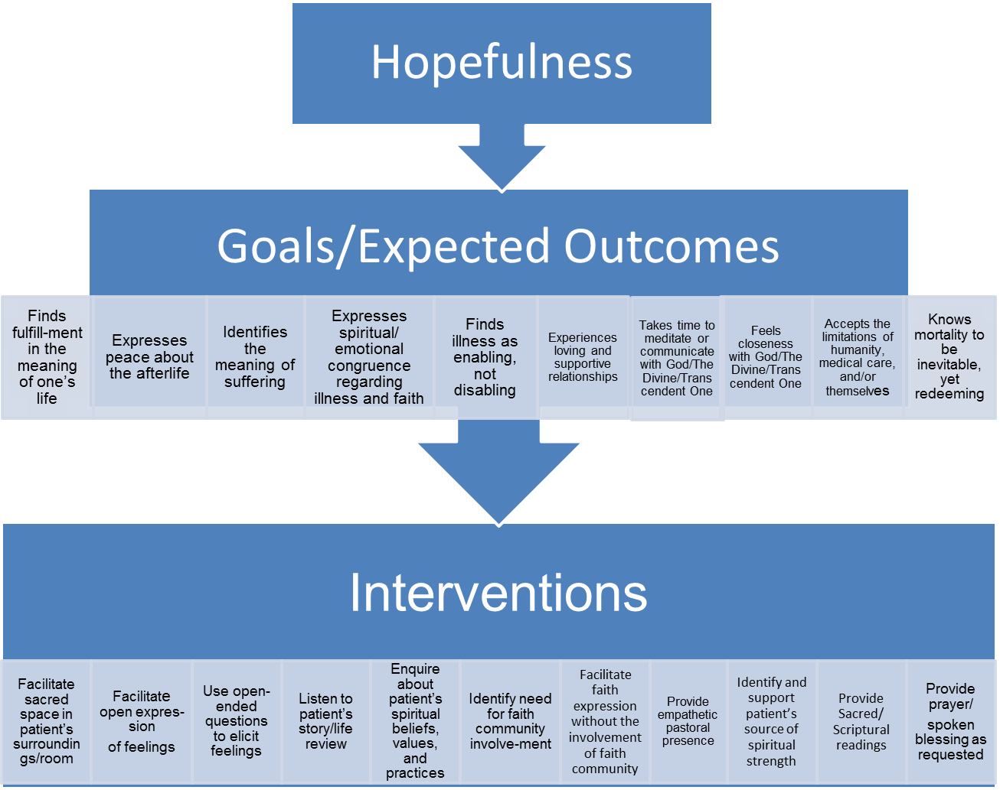 Hopefulness
Goals/Expected Outcomes
Finds
fulfill-ment
in the
meaning
of one's
life
Expresses
peace about
the afterlife
Identifies
the
meaning of
suffering
Expresses
spiritual/
emotional
congruence
regarding
illness and faith
Finds
illness as
enabling,
not
disabling
Experiences
loving and
supportive
relationships
Takes time to
meditate or
communicate
with God/The
Divine/Trans
cendent One
Feels
closeness
with God/The
Divine/Trans
cendent One
Accepts the
limitations of
humanity,
medical care,
and/or
themselves
Knows
mortality to
be
inevitable,
yet
redeeming
Interventions
Facilitate
sacred
space in
patient's
surroundin
gs/room
Facilitate
open expres-
sion
of feelings
Use open-
ended
questions
to elicit
feelings
Listen to
patient's
story/life
review
Enquire
about
patient's
spiritual
beliefs,
values,
and
practices
Identify need
for faith
community
involve-ment
Facilitate
faith
expression
without the
involvement
of faith
community
Provide
empathetic
pastoral
presence
Identify and
support
patient's
source of
spiritual
strength
Provide
Sacred/
Scriptural
readings
Provide
prayer/
spoken
blessing as
requested